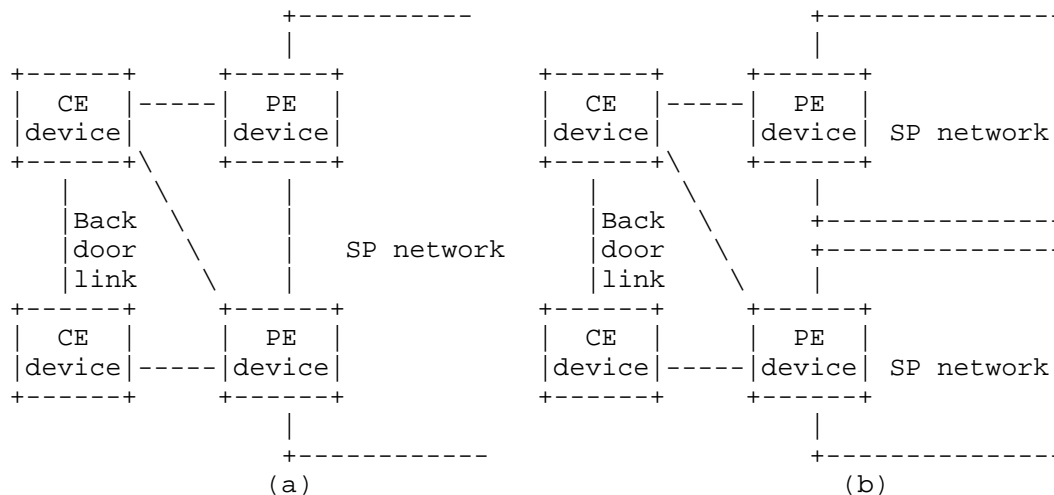 CE PE CE PE
device device device device SP network
Back Back
door SP network door
link link
CE PE CE PE
device device device device SP network
(a) (b)